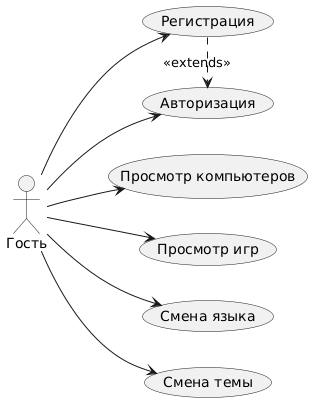 Регистрация
«extends»
Авторизация
Просмотр компьютеров
Гость
Просмотр игр
Смена языка
Смена темы